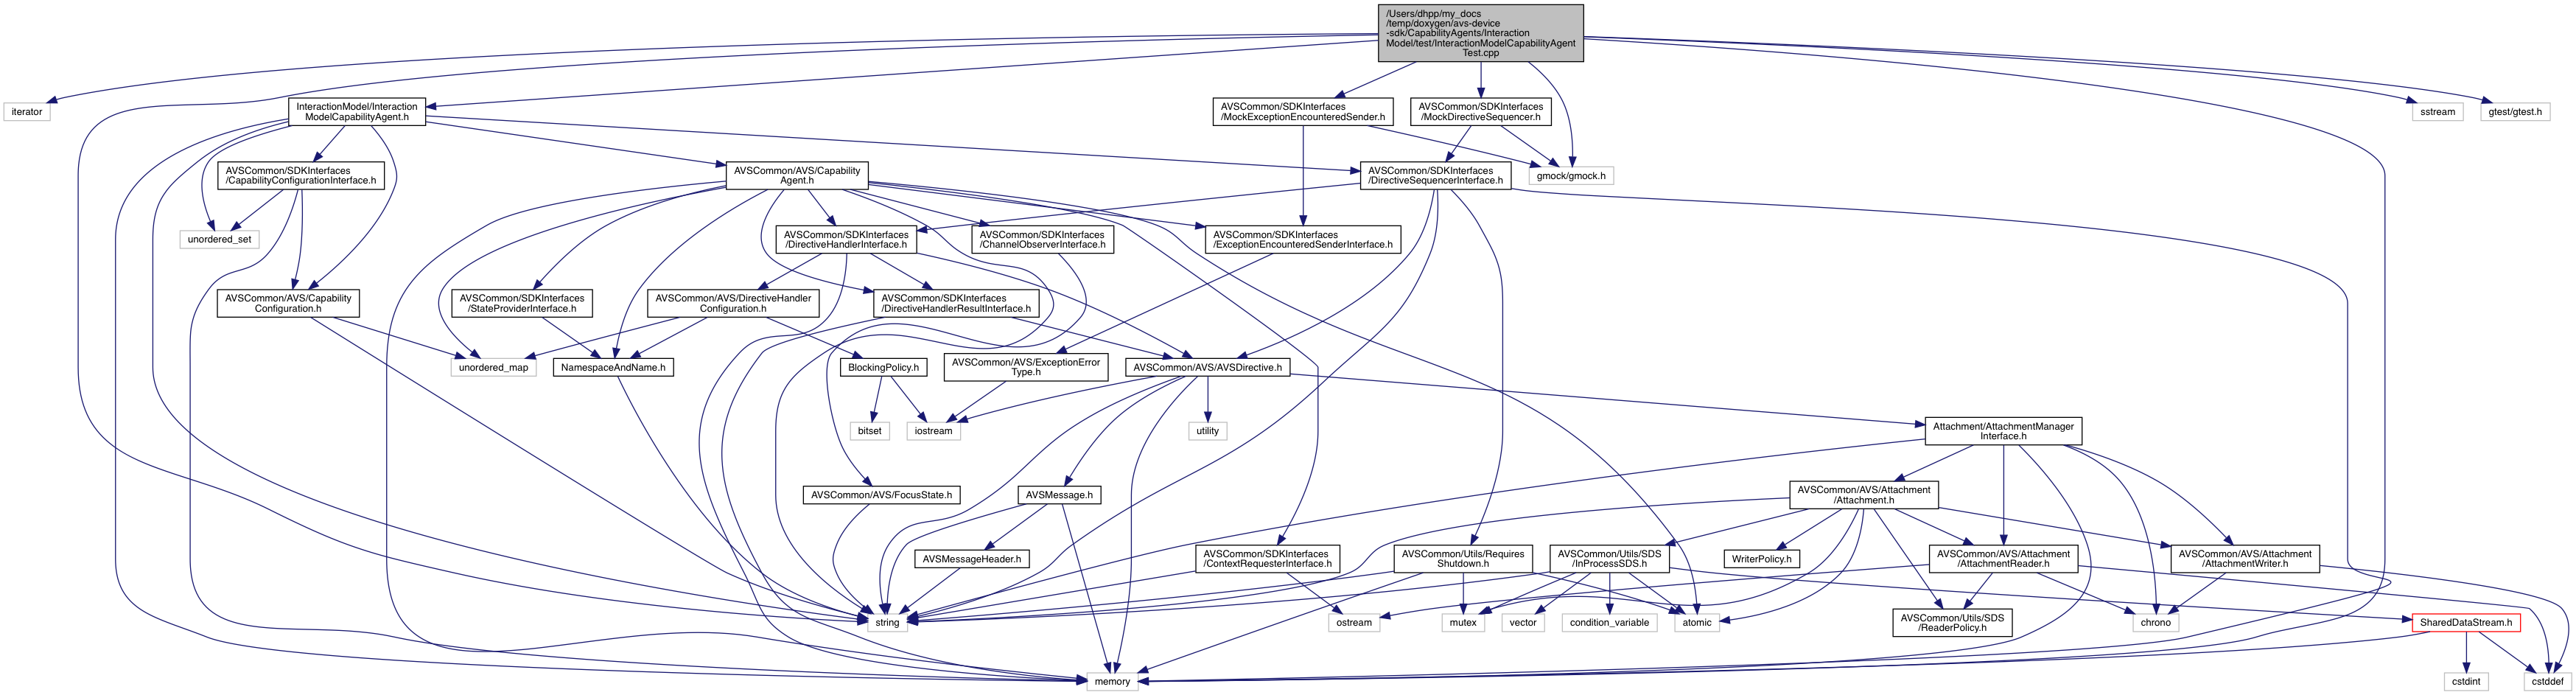 /Users/dhpp/my_docs
/temp/doxygen/avs-device
-sdk/CapabilityAgents/Interaction
Model/test/InteractionModelCapabilityAgent
Test.cpp
iterator
InteractionModel/Interaction
ModelCapabilityAgent.h
AVSCommon/SDKInterfaces
/MockExceptionEncounteredSender.h
AVSCommon/SDKInterfaces
/MockDirectiveSequencer.h
sstream
gtest/gtest.h
AVSCommon/SDKInterfaces
/CapabilityConfigurationInterface.h
AVSCommon/AVS/Capability
Agent.h
AVSCommon/SDKInterfaces
/DirectiveSequencerInterface.h
gmock/gmock.h
unordered_set
AVSCommon/SDKInterfaces
/DirectiveHandlerInterface.h
AVSCommon/SDKInterfaces
/ChannelObserverInterface.h
AVSCommon/SDKInterfaces
/ExceptionEncounteredSenderInterface.h
AVSCommon/AVS/Capability
Configuration.h
AVSCommon/SDKInterfaces
/StateProviderInterface.h
AVSCommon/AVS/DirectiveHandler
Configuration.h
AVSCommon/SDKInterfaces
/DirectiveHandlerResultInterface.h
unordered_map
NamespaceAndName.h
BlockingPolicy.h
AVSCommon/AVS/ExceptionError
Type.h
AVSCommon/AVS/AVSDirective.h
bitset
iostream
utility
Attachment/AttachmentManager
Interface.h
AVSCommon/AVS/FocusState.h
AVSMessage.h
AVSCommon/AVS/Attachment
/Attachment.h
AVSMessageHeader.h
AVSCommon/SDKInterfaces
/ContextRequesterInterface.h
AVSCommon/Utils/Requires
Shutdown.h
AVSCommon/Utils/SDS
/InProcessSDS.h
WriterPolicy.h
AVSCommon/AVS/Attachment
/AttachmentReader.h
AVSCommon/AVS/Attachment
/AttachmentWriter.h
string
ostream
mutex
vector
condition_variable
atomic
AVSCommon/Utils/SDS
/ReaderPolicy.h
chrono
SharedDataStream.h
memory
cstdint
cstddef